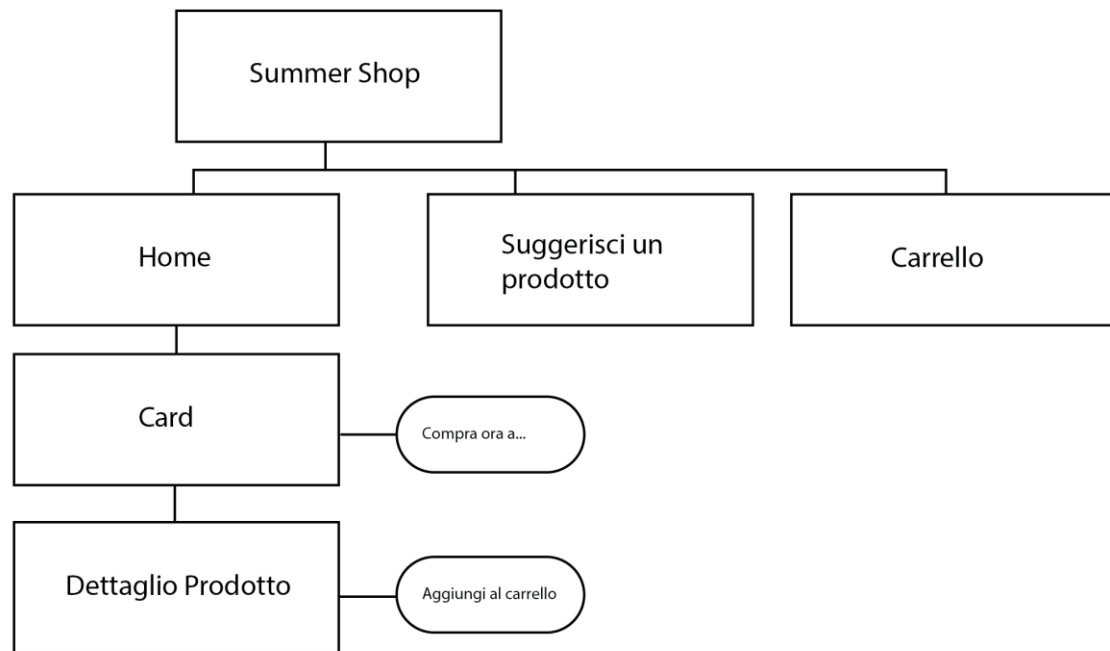 Summer Shop
Home
Suggerisci un
prodotto
Carrello
Card
Compra ora a...
Dettaglio Prodotto
Aggiungi al carrello